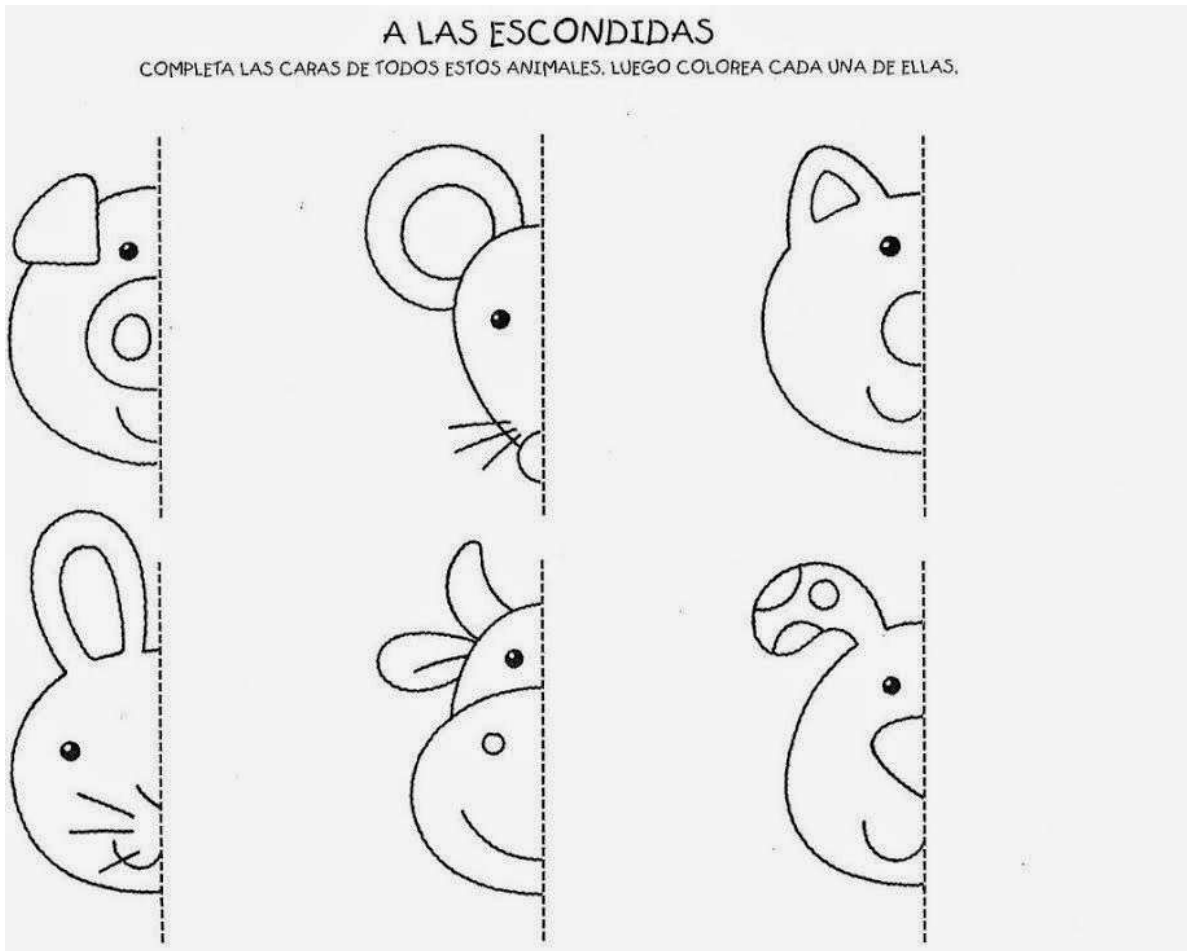 A LAS ESCONDIDAS
COMPLETA LAS CARAS DE TODOS ESTOS ANIMALES. LUEGO COLOREA CADA UNA DE ELLAS.